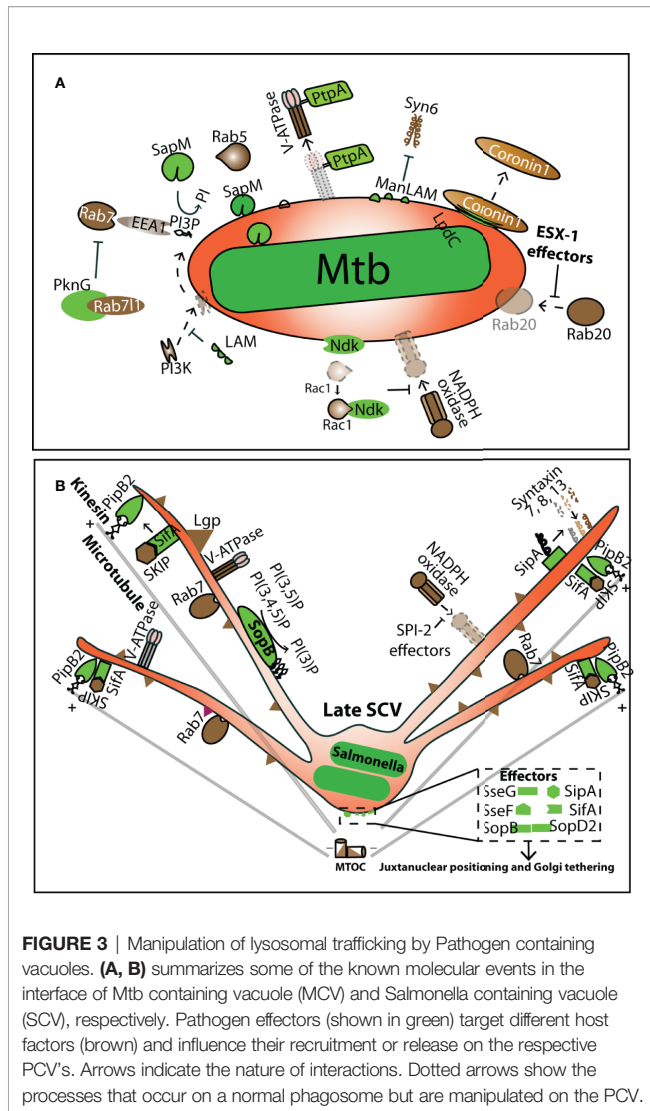 A
SapM
Rab5
V-ATPase
PtpA
PtpA
Syn6
Coronin1
Rab7
EEA1
PI3P
PI
SapM
ManLAM
LpdC
Coronin1
ESX-1
effectors
Mtb
PknG
Rab7l1
Rab20
Rab20
PI3K
LAM
Ndk
Rac1
Rac1
Ndk
NADPH
oxidase
B
Kinesin
PipB2
+
SifA
SKIP
Lgp
Microtubule
V-ATPase
Rab7
PI(3,5)P
PI(3,4,5)P
SopB
PI(3)P
Syntaxin
7, 8, 13
SipA
PipB2
SifA
SKIP
+
NADPH
oxidase
SPI-2
effectors
V-ATPase
PipB2
SifA
SKIP
+
Rab7
Rab7
PipB2
SifA
SKIP
+
Late SCV
Salmonella
Effectors
SseG SipA
SseF SifA
SopB SopD2
MTOC
Juxtanuclear positioning and Golgi tethering
FIGURE 3 | Manipulation of lysosomal trafficking by Pathogen containing
vacuoles. (A, B) summarizes some of the known molecular events in the
interface of Mtb containing vacuole (MCV) and Salmonella containing vacuole
(SCV), respectively. Pathogen effectors (shown in green) target different host
factors (brown) and influence their recruitment or release on the respective
PCV's. Arrows indicate the nature of interactions. Dotted arrows show the
processes that occur on a normal phagosome but are manipulated on the PCV.